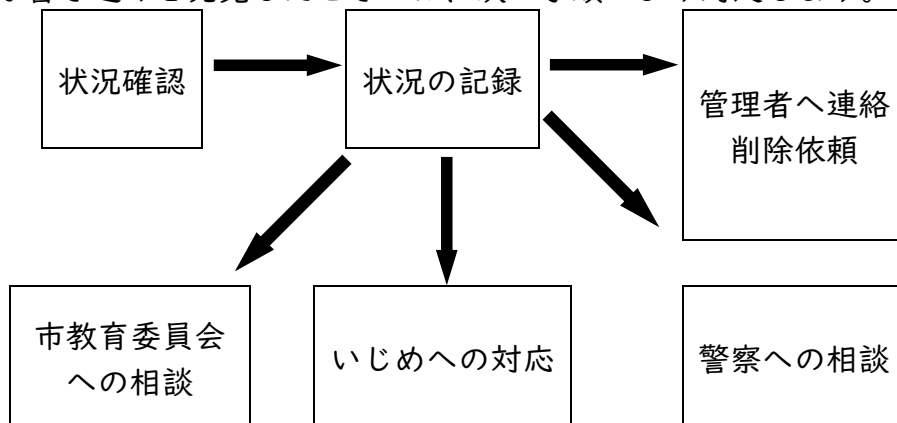 状況確認
状況の記録
管理者へ連絡
削除依頼
市教育委員会
への相談
いじめへの対応
警察への相談